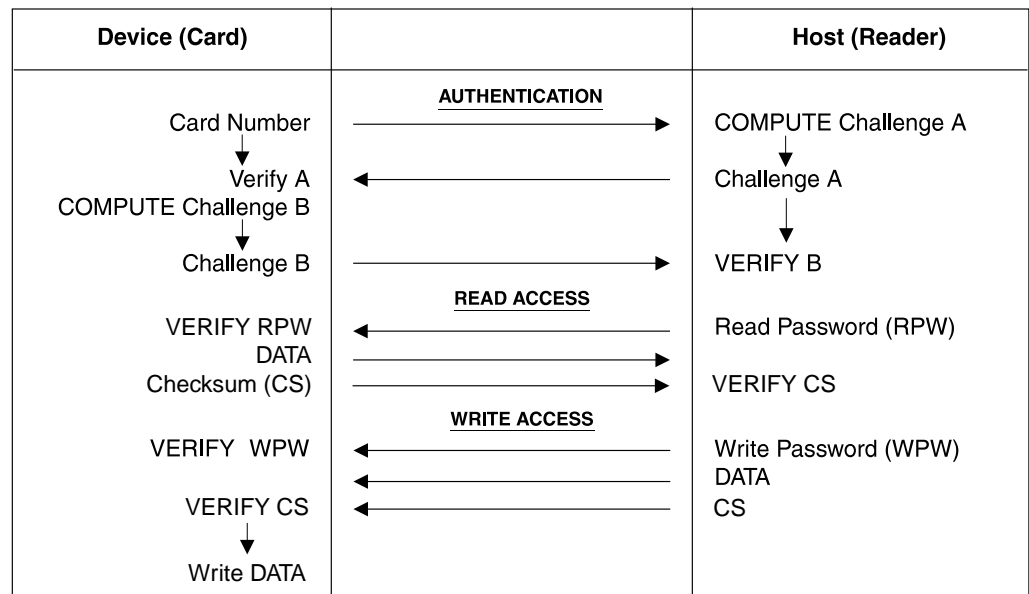 Device (Card) Host (Reader)
AUTHENTICATION
Card Number COMPUTE Challenge A
Verify A Challenge A
COMPUTE Challenge B
Challenge B VERIFY B
READ ACCESS
VERIFY RPW Read Password (RPW)
DATA
Checksum (CS) VERIFY CS
WRITE ACCESS
VERIFY WPW Write Password (WPW)
DATA
VERIFY CS CS
Write DATA